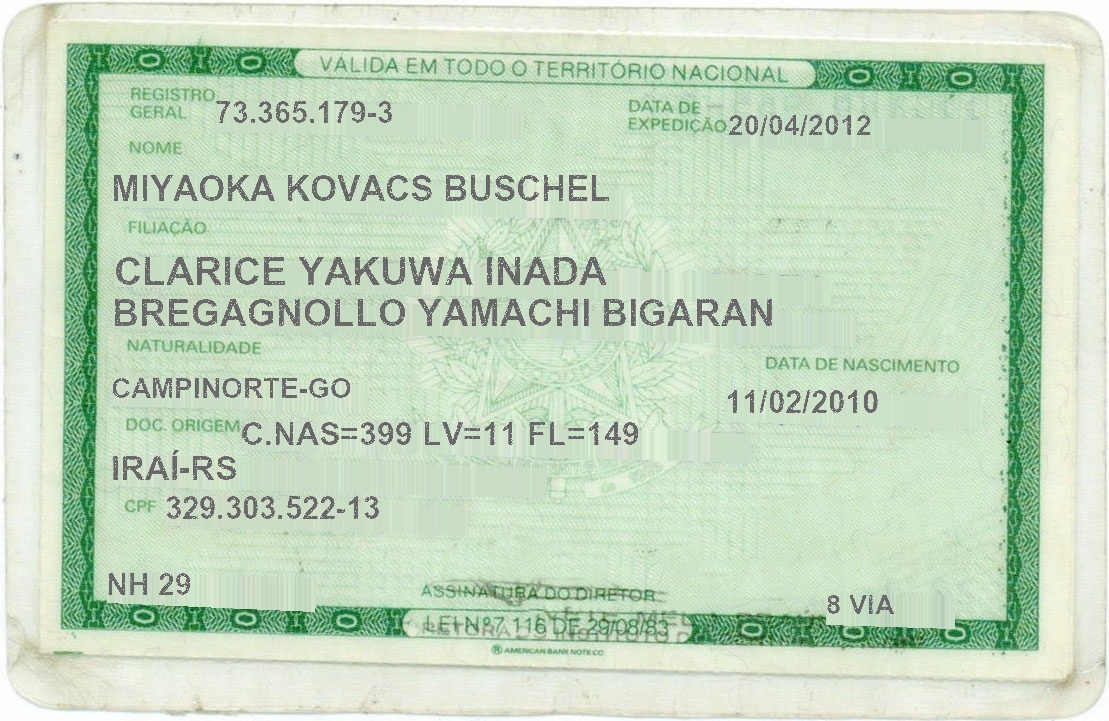 VALIDA EM TODO O TERRITÓRIO NACIONAL
REGISTRO GERAL 73.365.179-3
DATA DE EXPEDIÇÃO 20/04/2012
NOME
MIYAOKA KOVACS BUSCHEL
FILIAÇÃO
CLARICE YAKUWA INADA
BREGAGNOLLO YAMACHI BIGARAN
NATURALIDADE
DATA DE NASCIMENTO
CAMPINORTE-GO
11/02/2010
DOC. ORIGEM C.NAS=399 LV=11 FL=149
IRAÍ-RS
CPF 329.303.522-13
NH 29
ASSINATURA DO DIRETOR
8 VIA
LEI Nº 7.116 DE 29/08/83
AMERICAN BANK NOTE CO.